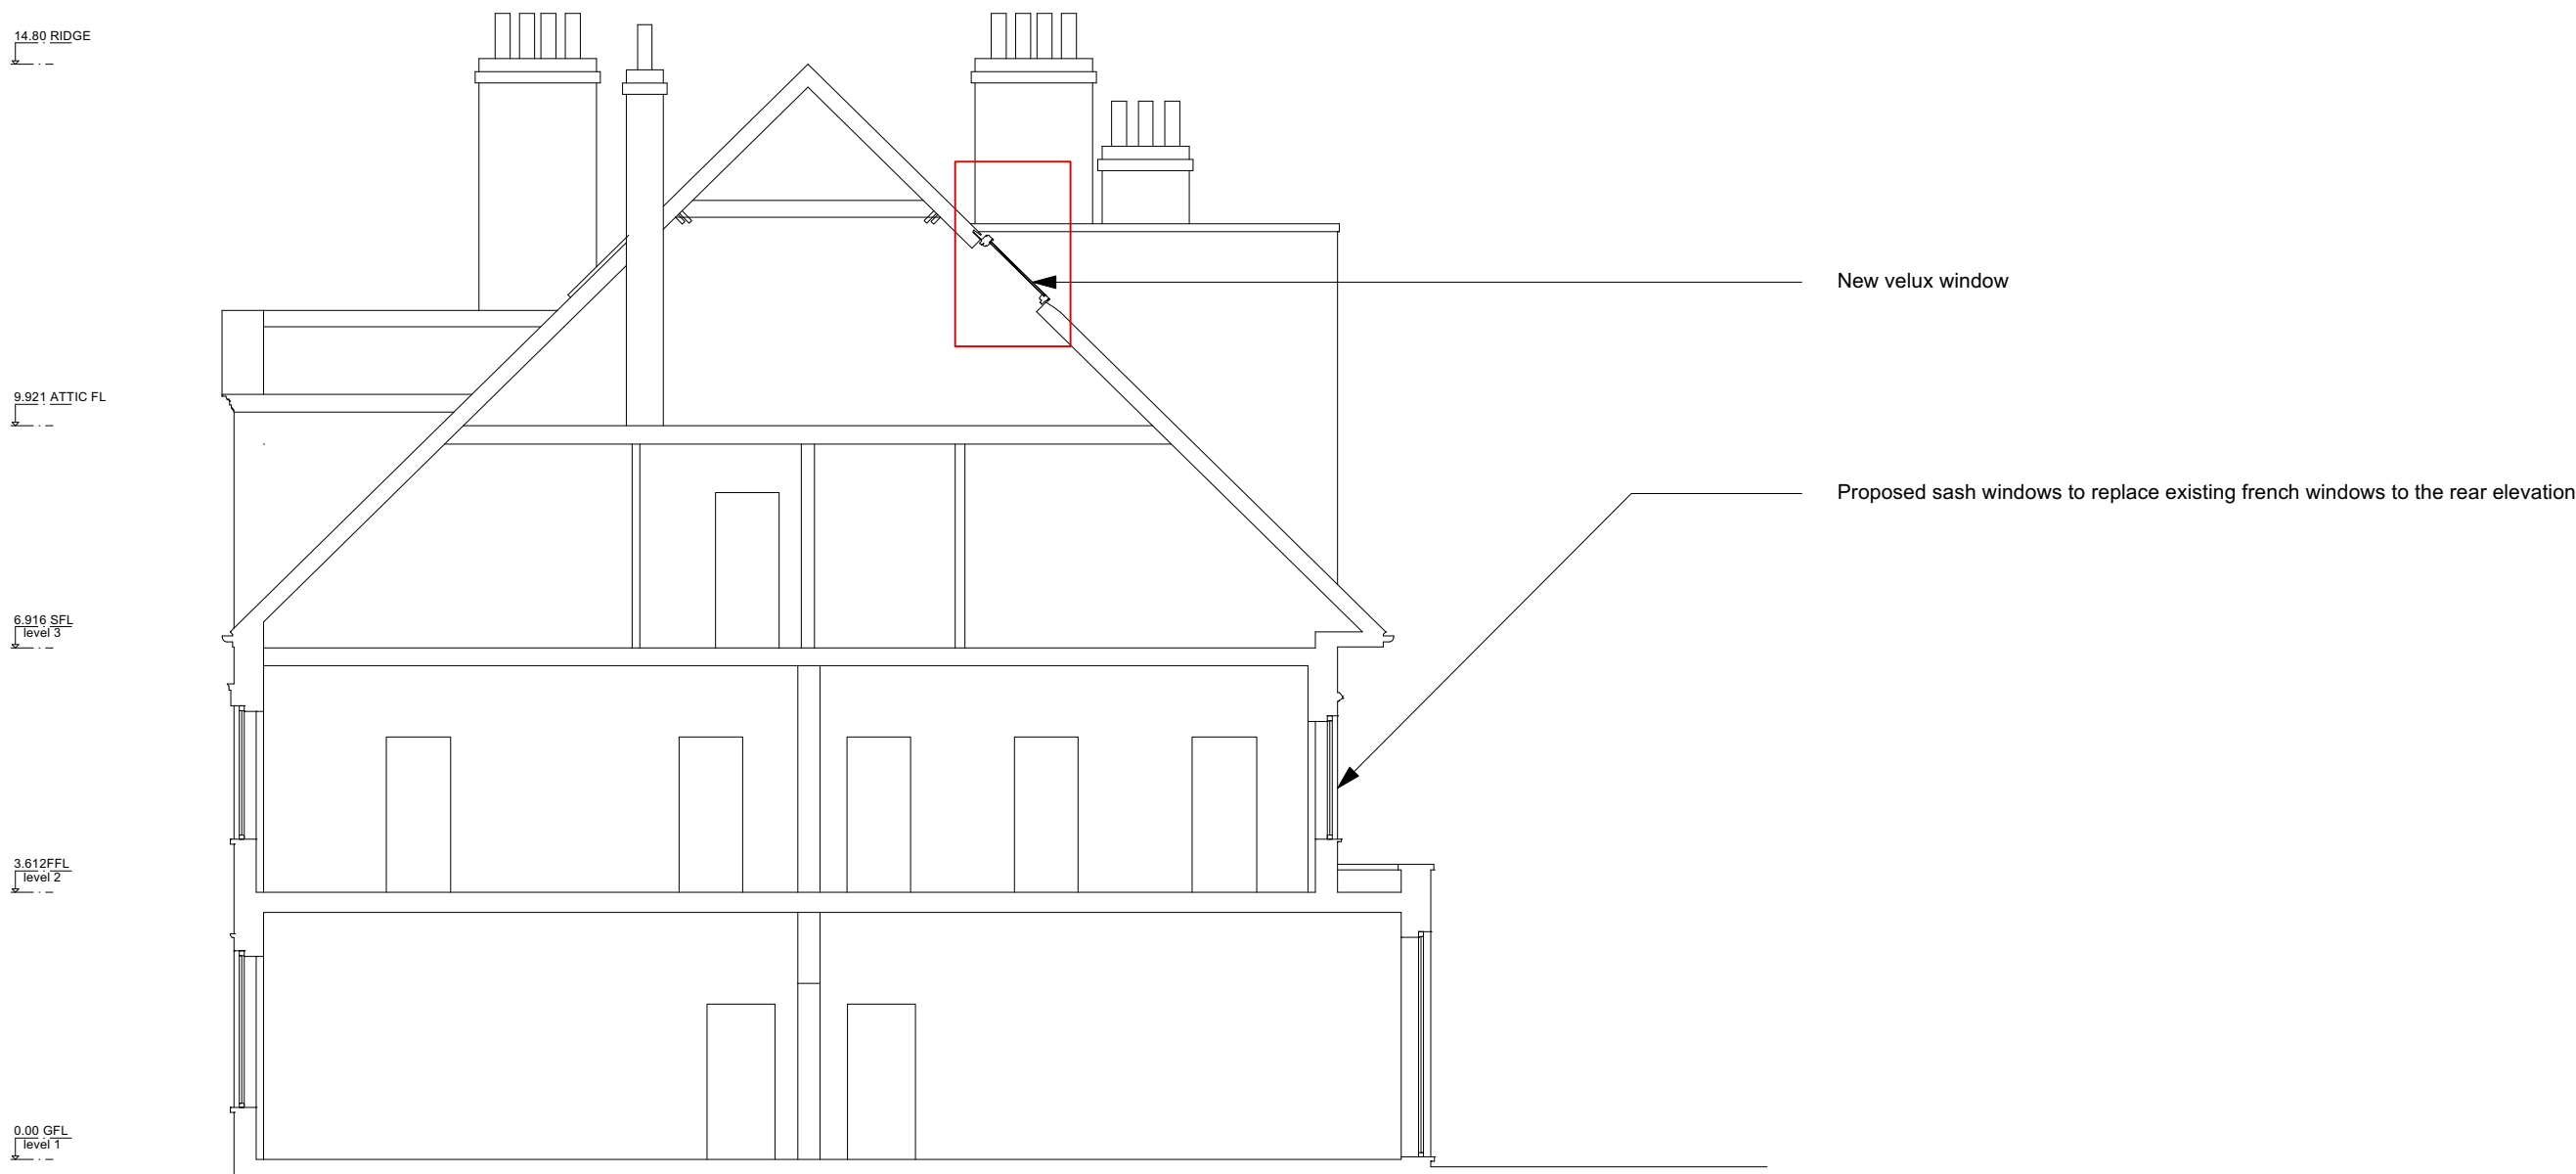 14.80 RIDGE
New velux window
9.921 ATTIC FL
Proposed sash windows to replace existing french windows to the rear elevation
6.916 SFL
level 3
3.612FFL
level 2
0.00 GFL
level 1